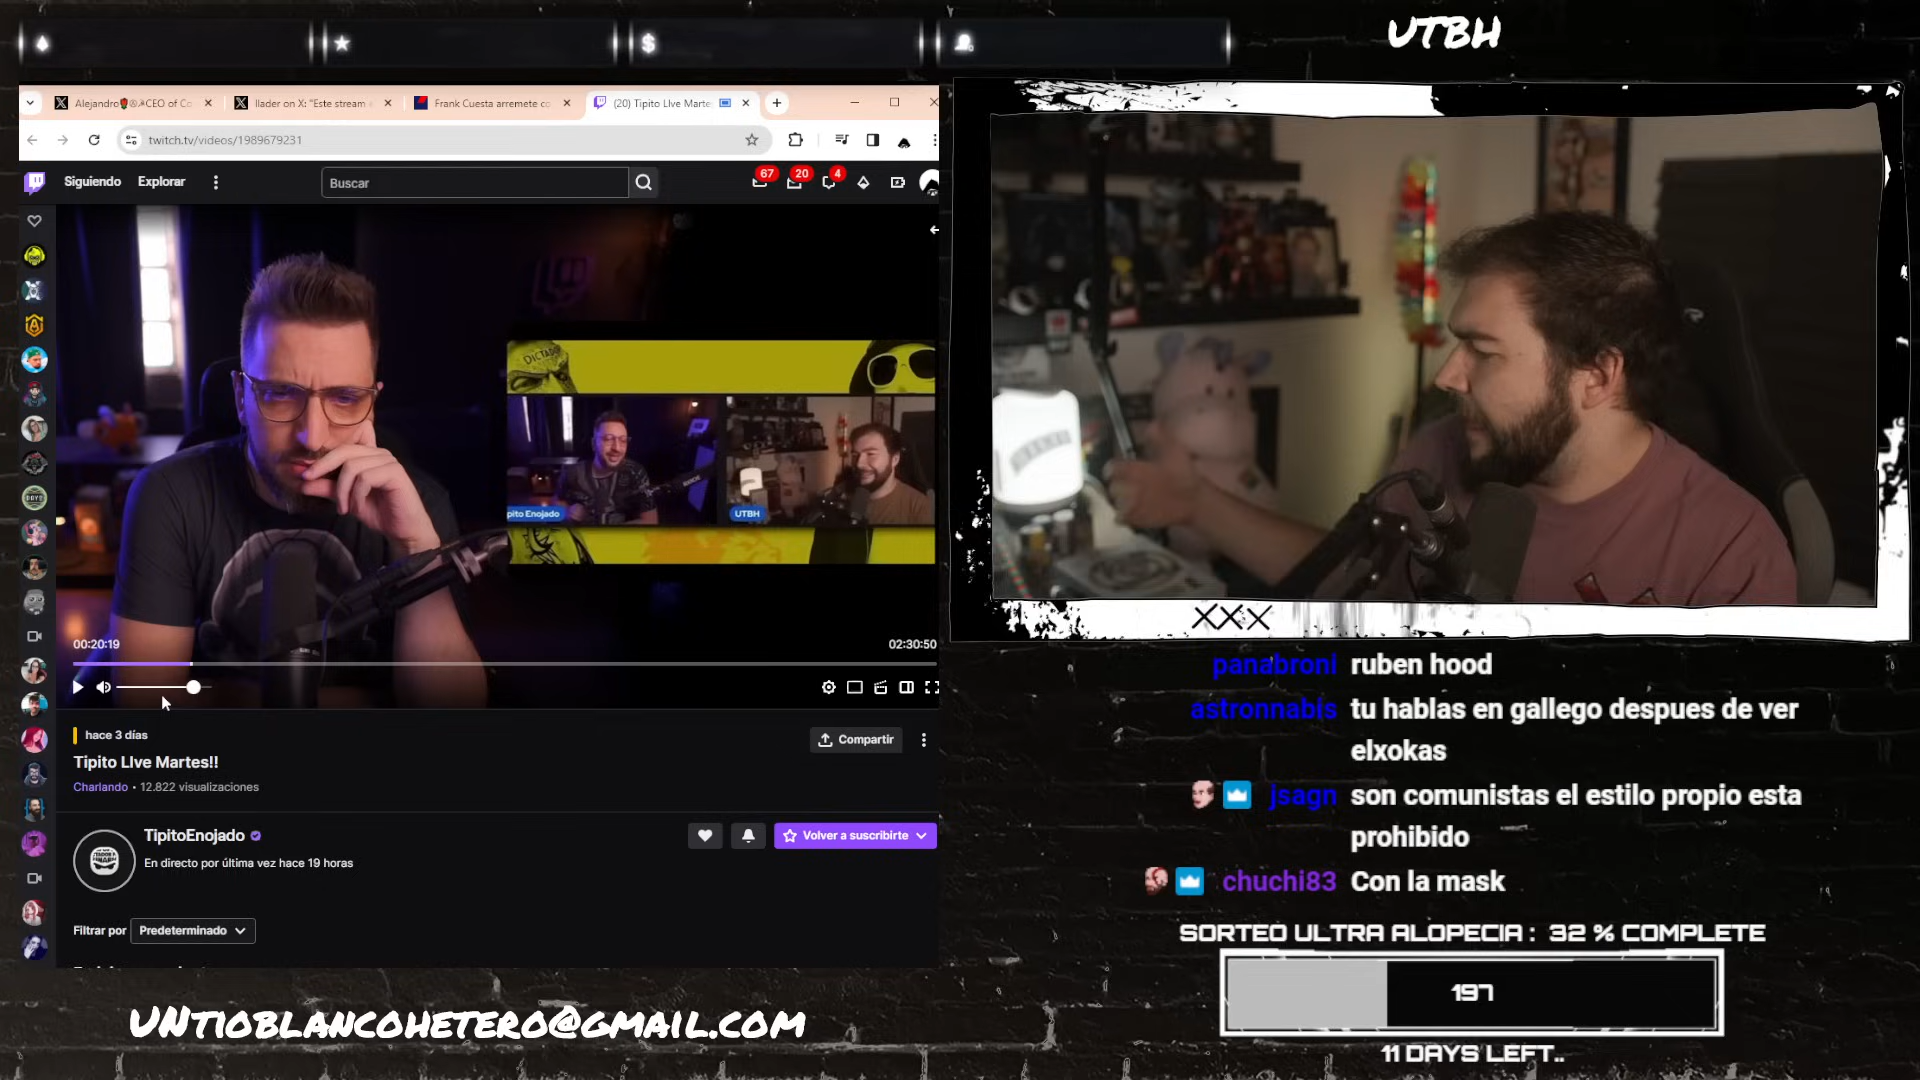 UTBH
Alejandro🌹Ⓐ☭CEO of Co
Ilader on X: "Este stream e
Frank Cuesta arremete co
(20) Tipito LIve Marte
twitch.tv/videos/1989679231
Siguiendo
Explorar
Buscar
67
20
4
DICTAD
pito Enojado
UTBH
00:20:19
02:30:50
hace 3 días
Compartir
Tipito LIve Martes!!
Charlando • 12.822 visualizaciones
TipitoEnojado
Volver a suscribirte
En directo por última vez hace 19 horas
Filtrar por
Predeterminado
UNtioblancohetero@gmail.com
XXX
panabroni ruben hood
astronnabis tu hablas en gallego despues de ver
elxokas
jsagn son comunistas el estilo propio esta
prohibido
chuchi83 Con la mask
SORTEO ULTRA ALOPECIA : 32 % COMPLETE
197
11 DAYS LEFT..